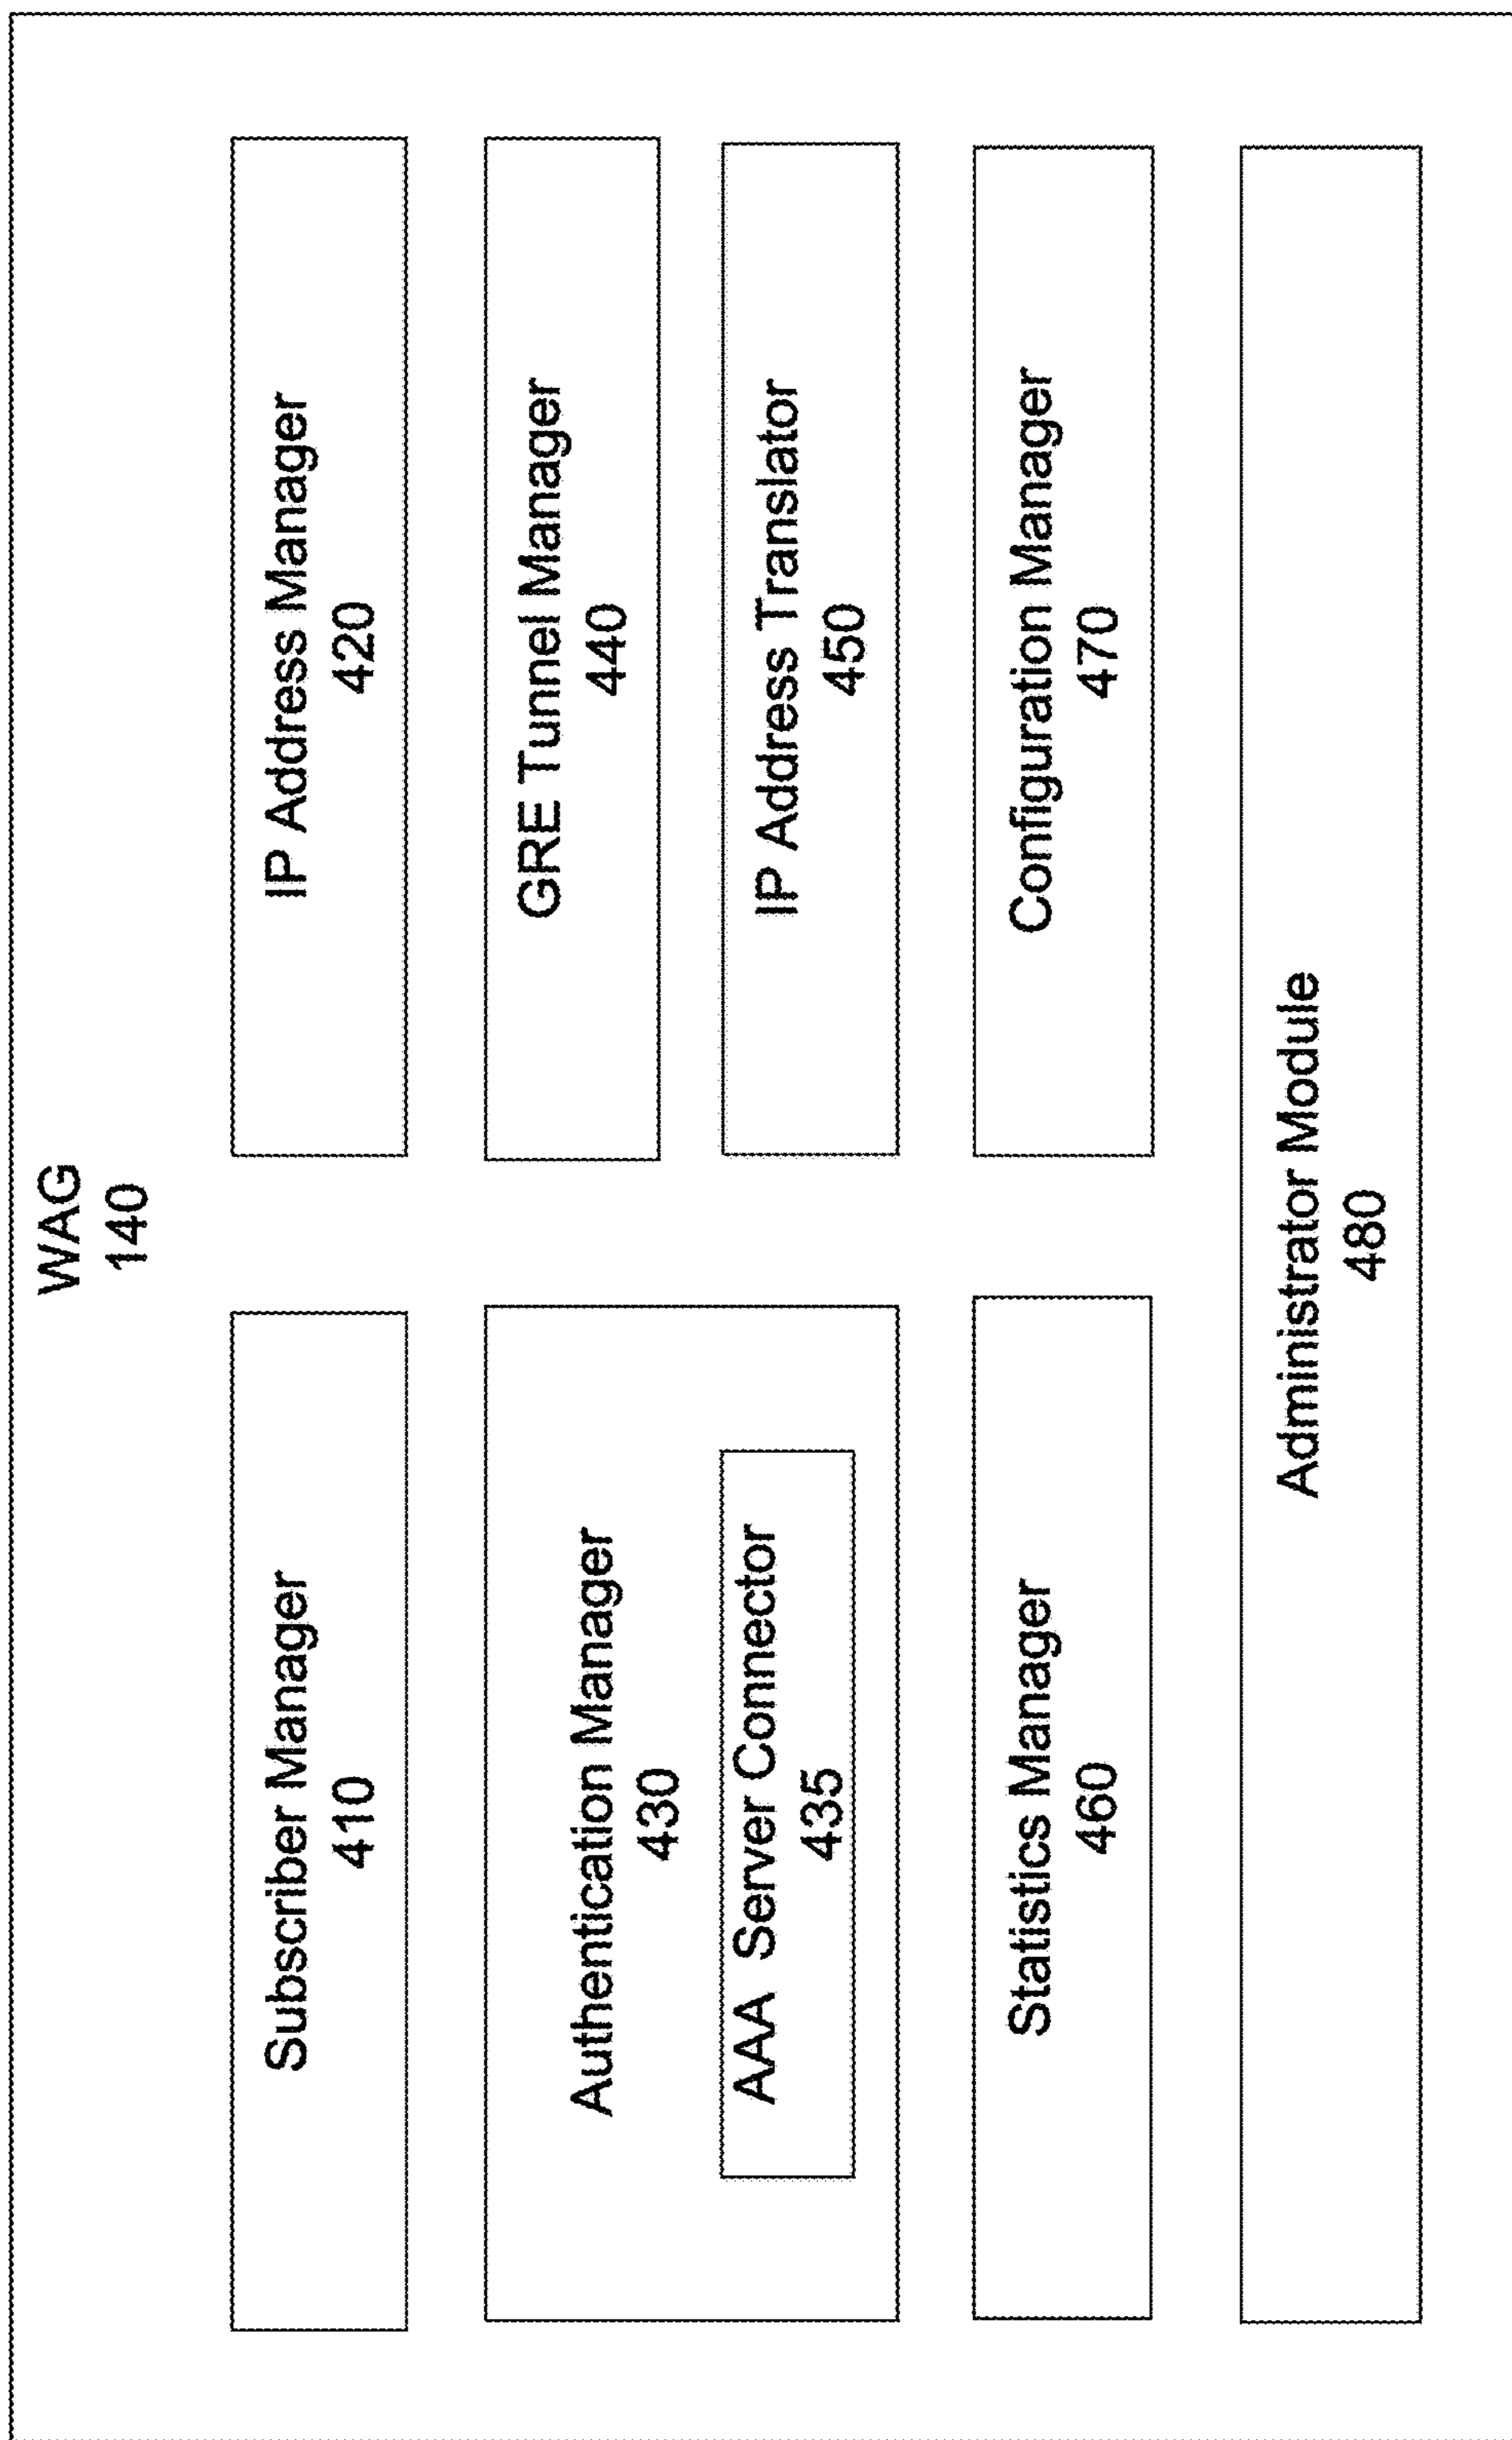 WAG
140
Subscriber Manager
410
IP Address Manager
420
Authentication Manager
430
AAA Server Connector
435
GRE Tunnel Manager
440
IP Address Translator
450
Statistics Manager
460
Configuration Manager
470
Administrator Module
480